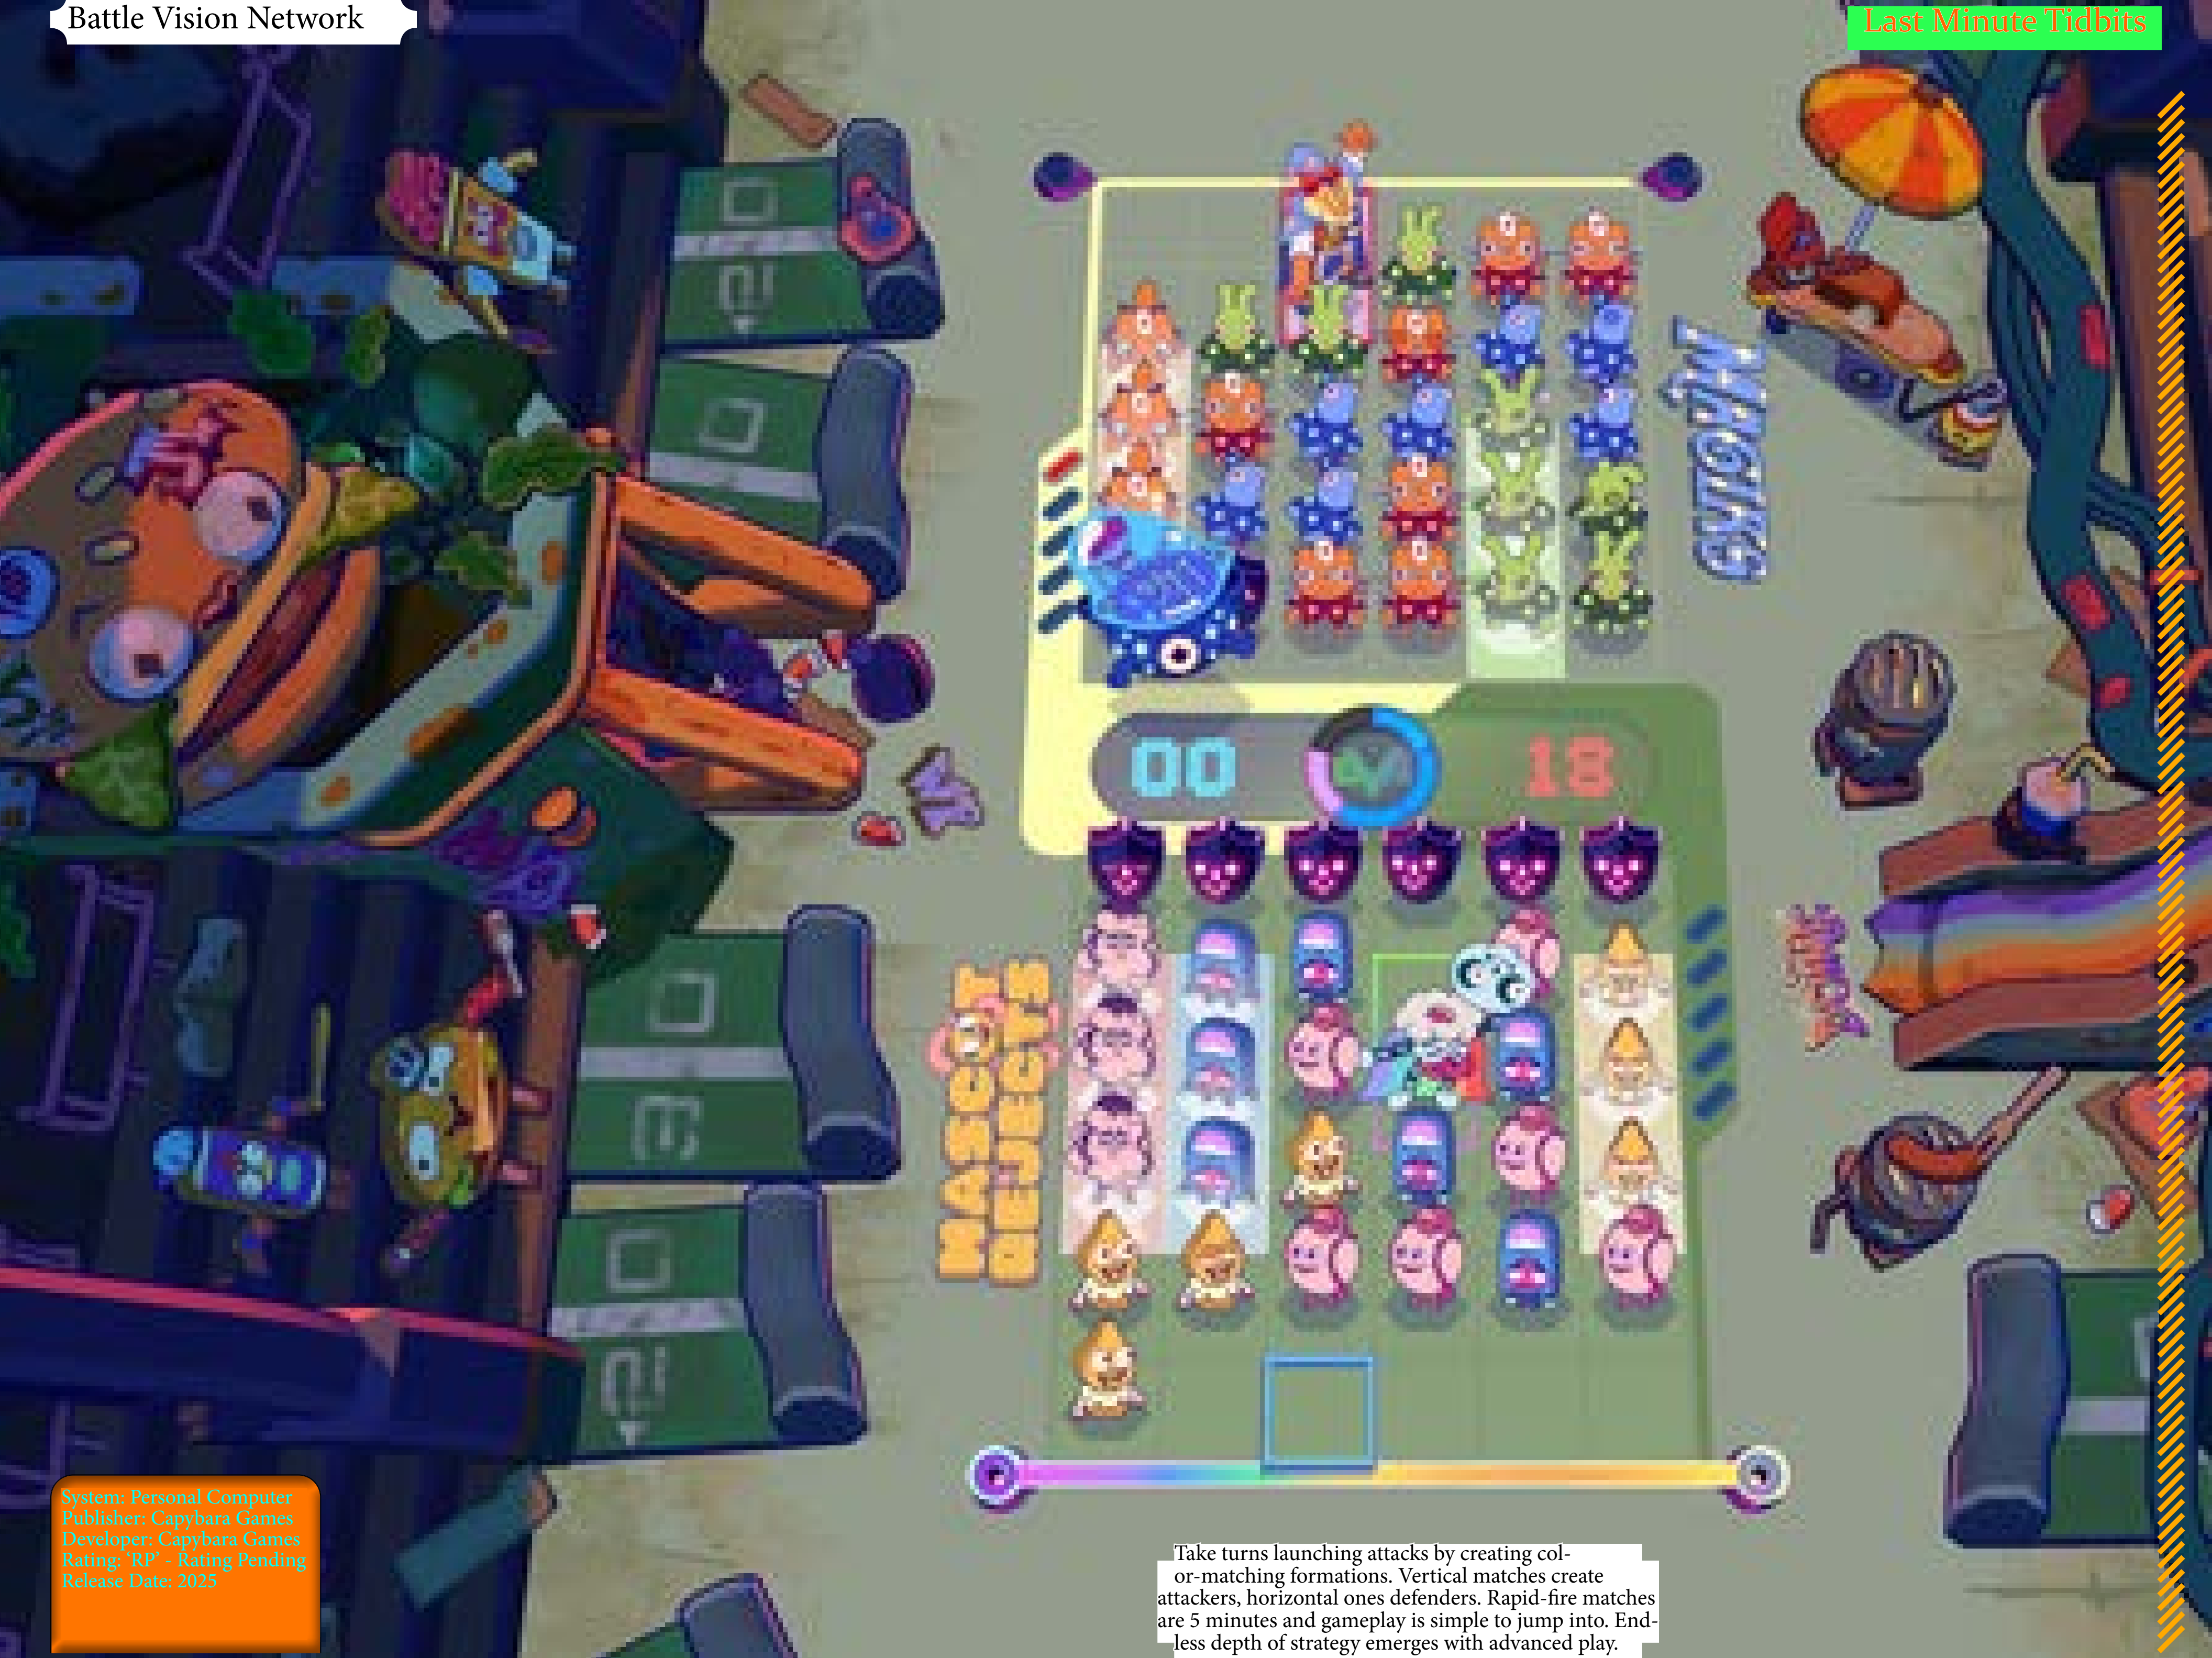 Battle Vision Network
Last Minute Tidbits
00
18
MASCOT
REJECTS
System: Personal Computer
Publisher: Capybara Games
Developer: Capybara Games
Rating: ‘RP’ - Rating Pending
Release Date: 2025
Take turns launching attacks by creating col-
or-matching formations. Vertical matches create
attackers, horizontal ones defenders. Rapid-fire matches
are 5 minutes and gameplay is simple to jump into. End-
less depth of strategy emerges with advanced play.